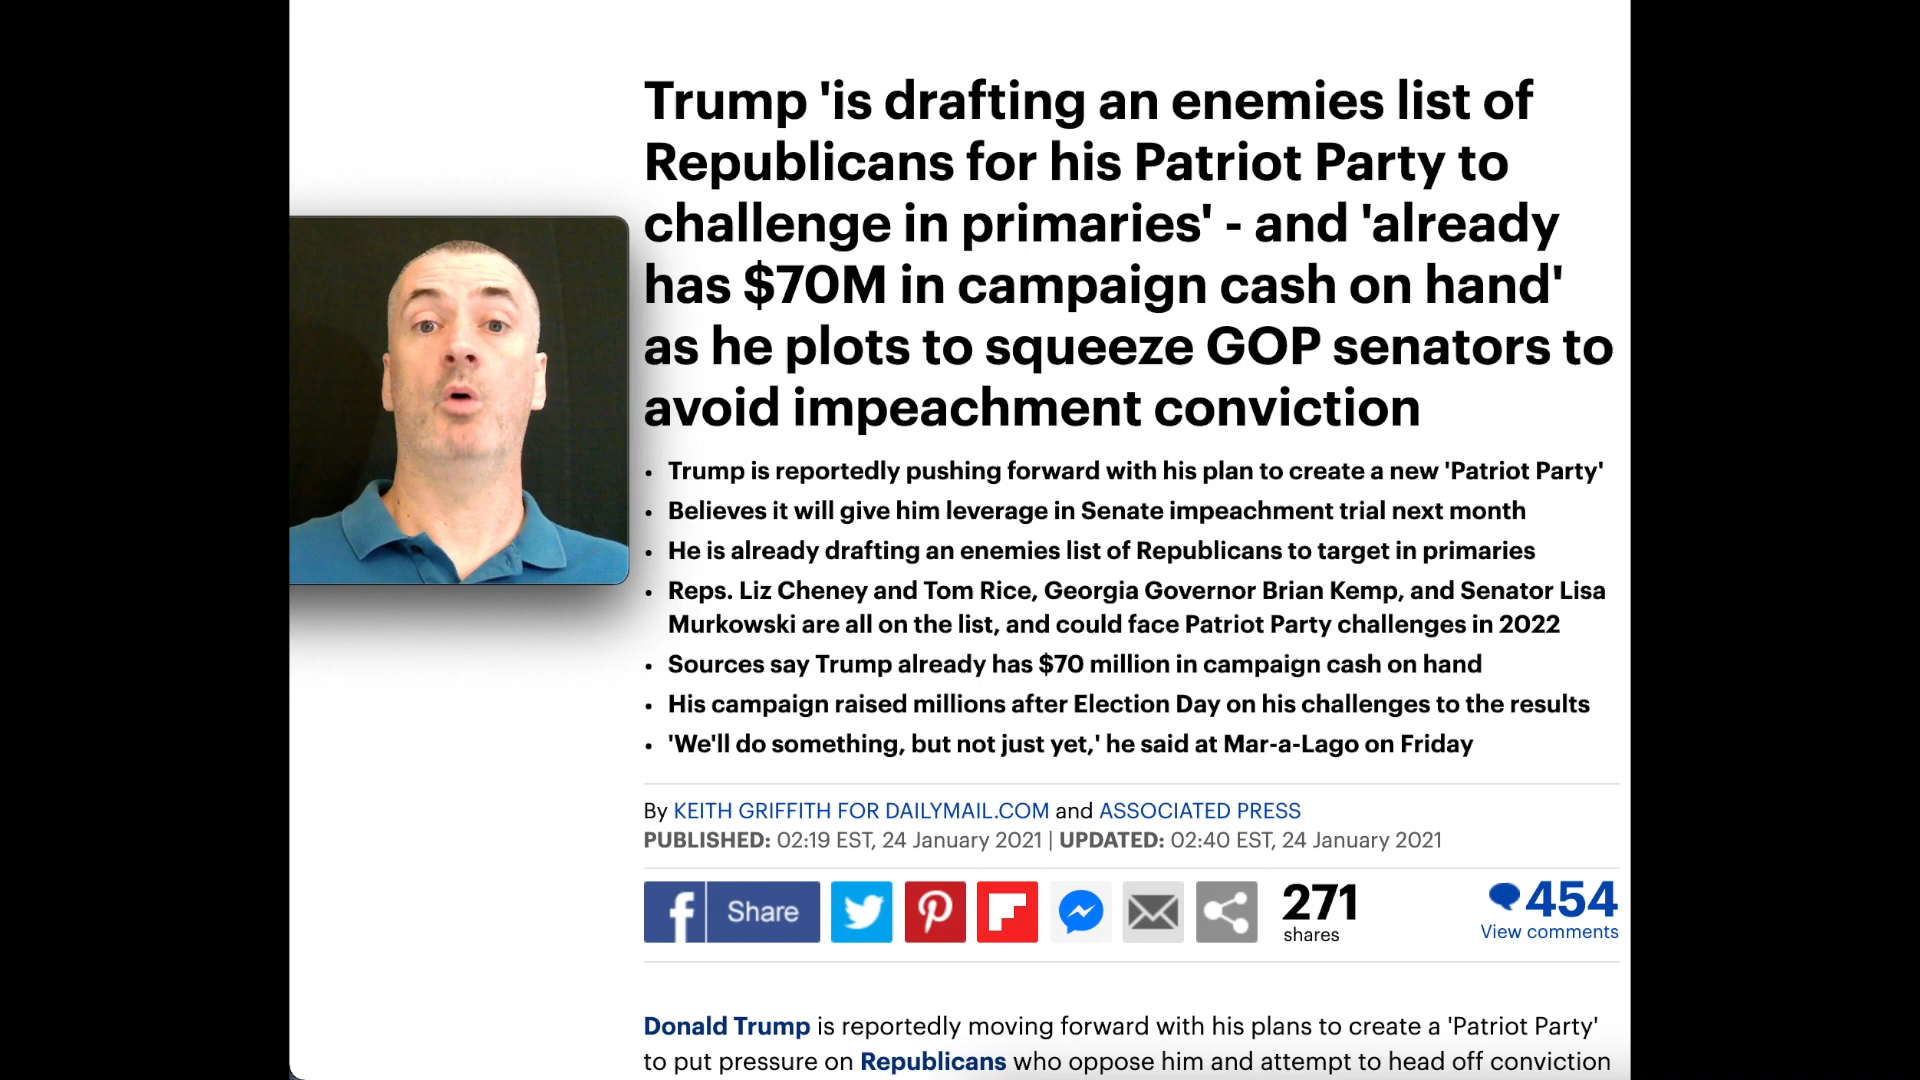 Trump 'is drafting an enemies list of
Republicans for his Patriot Party to
challenge in primaries' - and 'already
has $70M in campaign cash on hand'
as he plots to squeeze GOP senators to
avoid impeachment conviction
• Trump is reportedly pushing forward with his plan to create a new 'Patriot Party'
• Believes it will give him leverage in Senate impeachment trial next month
• He is already drafting an enemies list of Republicans to target in primaries
• Reps. Liz Cheney and Tom Rice, Georgia Governor Brian Kemp, and Senator Lisa
Murkowski are all on the list, and could face Patriot Party challenges in 2022
• Sources say Trump already has $70 million in campaign cash on hand
• His campaign raised millions after Election Day on his challenges to the results
• 'We'll do something, but not just yet,' he said at Mar-a-Lago on Friday
By KEITH GRIFFITH FOR DAILYMAIL.COM and ASSOCIATED PRESS
PUBLISHED: 02:19 EST, 24 January 2021 | UPDATED: 02:40 EST, 24 January 2021
Share
271
shares
454
View comments
Donald Trump is reportedly moving forward with his plans to create a 'Patriot Party'
to put pressure on Republicans who oppose him and attempt to head off conviction